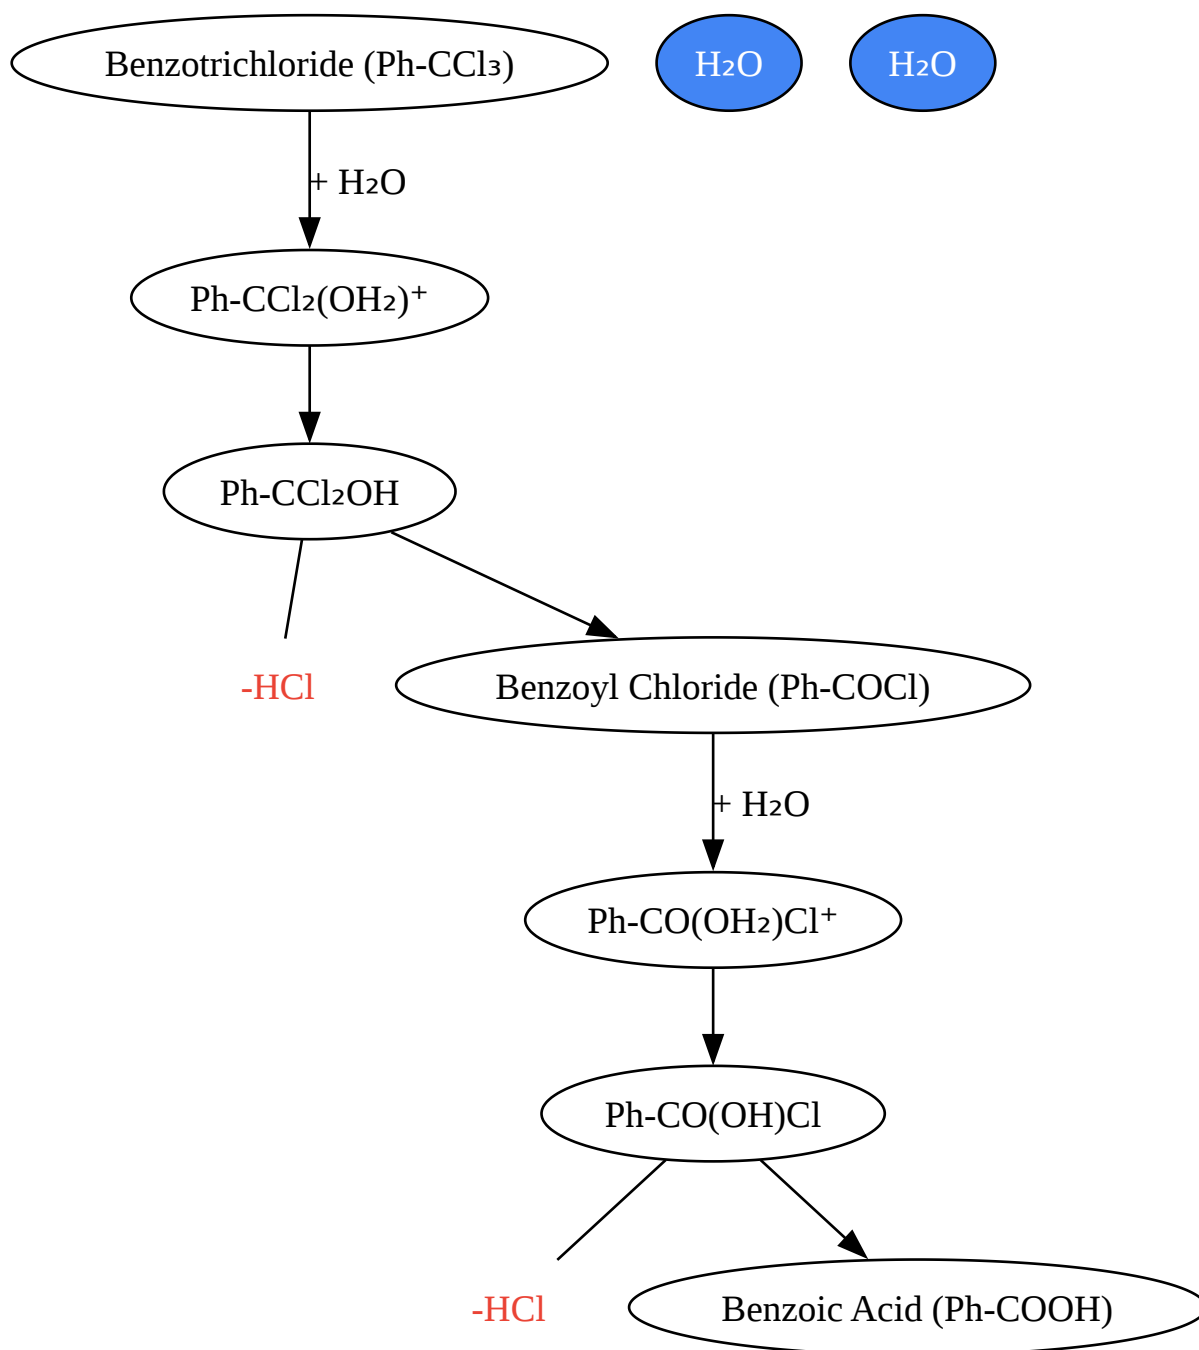 Benzotrichloride (Ph-CCl₃)
H₂O
H₂O
+ H₂O
Ph-CCl₂(OH₂)⁺
Ph-CCl₂OH
-HCl
Benzoyl Chloride (Ph-COCl)
+ H₂O
Ph-CO(OH₂)Cl⁺
Ph-CO(OH)Cl
-HCl
Benzoic Acid (Ph-COOH)